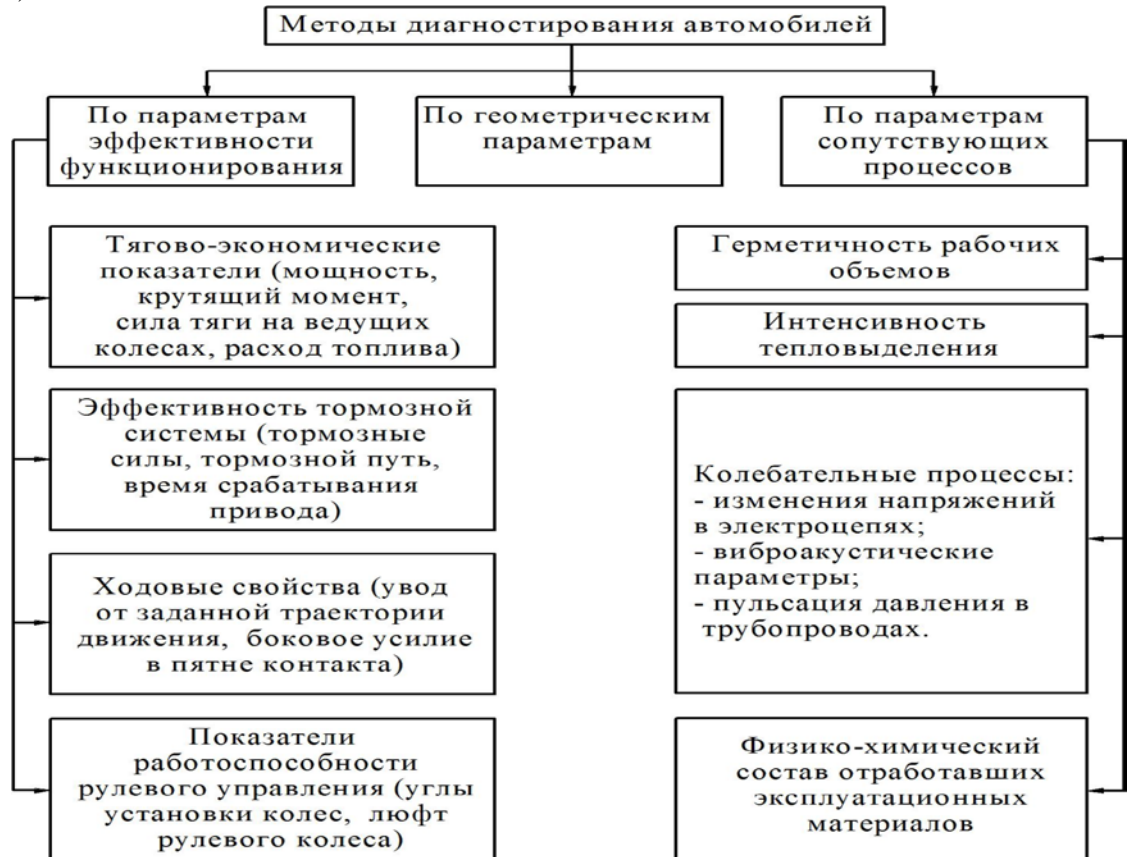 Методы диагностирования автомобилей
По параметрам
эффективности
функционирования
По геометрическим
параметрам
По параметрам
сопутствующих
процессов
Тягово-экономические
показатели (мощность,
крутящий момент,
сила тяги на ведущих
колесах, расход топлива)
Эффективность тормозной
системы (тормозные
силы, тормозной путь,
время срабатывания
привода)
Ходовые свойства (увод
от заданной траектории
движения, боковое усилие
в пятне контакта)
Показатели
работоспособности
рулевого управления (углы
установки колес, люфт
рулевого колеса)
Герметичность рабочих
объемов
Интенсивность
тепловыделения
Колебательные процессы:
- изменения напряжений
в электроцепях;
- виброакустические
параметры;
- пульсация давления в
трубопроводах.
Физико-химический
состав отработавших
эксплуатационных
материалов